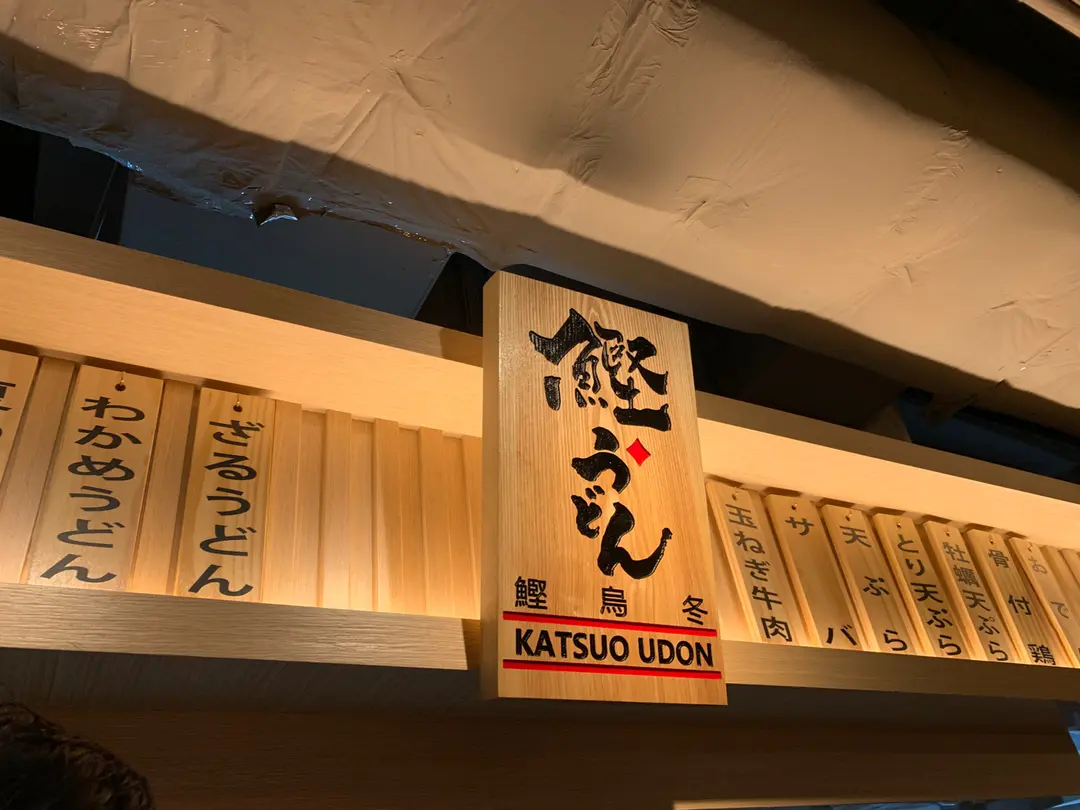 わかめうどん
ざるうどん
鰹
うどん
鰹 烏 冬
KATSUO UDON
玉ねぎ牛肉
サバ
天ぷら
とり天ぷら
牡蠣天ぷら
骨付鶏
おで